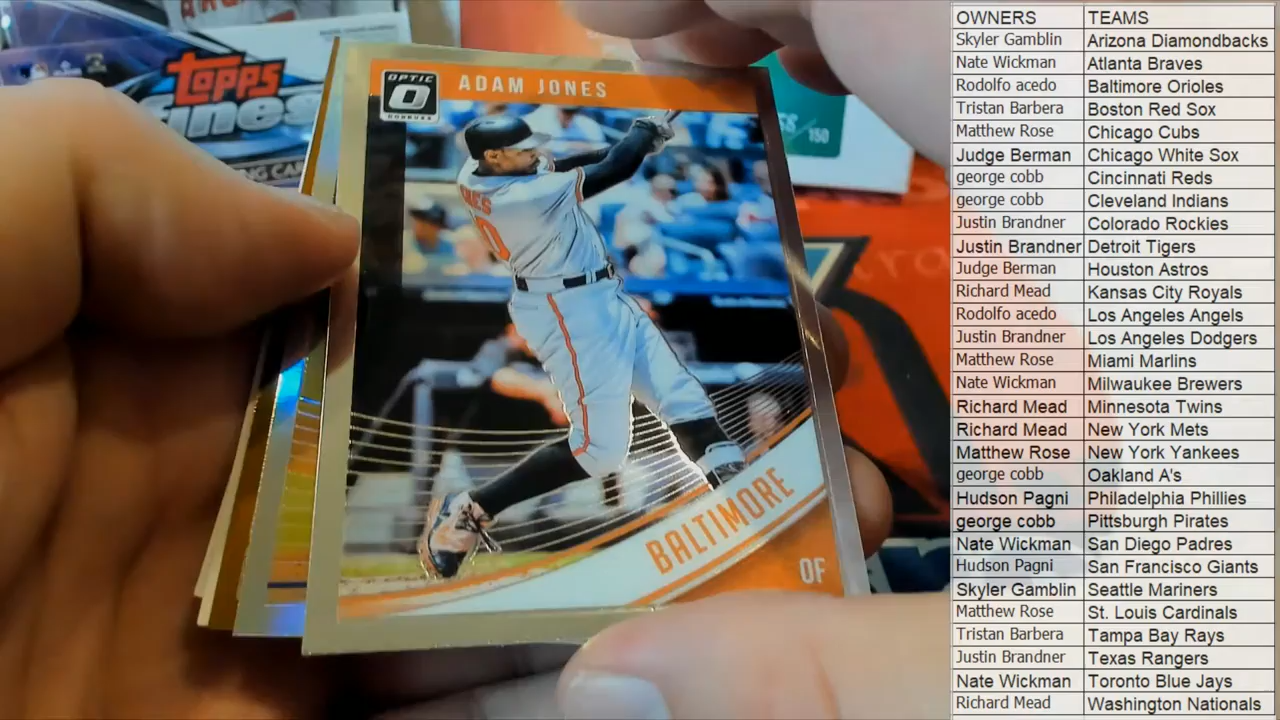 topps
finest
OPTIC
DONRUSS
ADAM JONES
BALTIMORE
OF
150
OWNERS TEAMS
Skyler Gamblin Arizona Diamondbacks
Nate Wickman Atlanta Braves
Rodolfo acedo Baltimore Orioles
Tristan Barbera Boston Red Sox
Matthew Rose Chicago Cubs
Judge Berman Chicago White Sox
george cobb Cincinnati Reds
george cobb Cleveland Indians
Justin Brandner Colorado Rockies
Justin Brandner Detroit Tigers
Judge Berman Houston Astros
Richard Mead Kansas City Royals
Rodolfo acedo Los Angeles Angels
Justin Brandner Los Angeles Dodgers
Matthew Rose Miami Marlins
Nate Wickman Milwaukee Brewers
Richard Mead Minnesota Twins
Richard Mead New York Mets
Matthew Rose New York Yankees
george cobb Oakland A's
Hudson Pagni Philadelphia Phillies
george cobb Pittsburgh Pirates
Nate Wickman San Diego Padres
Hudson Pagni San Francisco Giants
Skyler Gamblin Seattle Mariners
Matthew Rose St. Louis Cardinals
Tristan Barbera Tampa Bay Rays
Justin Brandner Texas Rangers
Nate Wickman Toronto Blue Jays
Richard Mead Washington Nationals